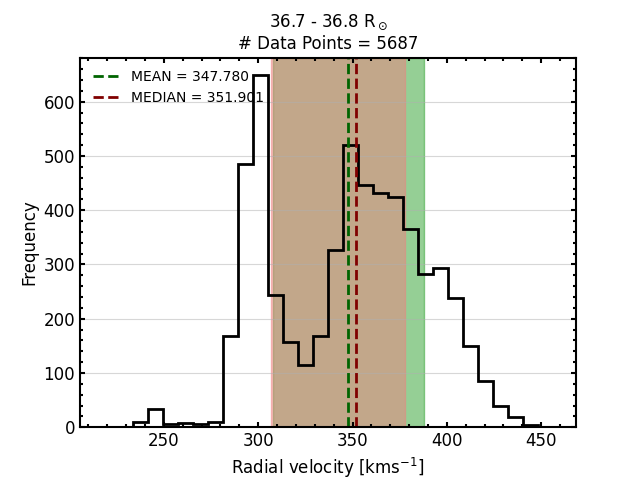 36.7 - 36.8 R⊙
# Data Points = 5687
MEAN = 347.780
MEDIAN = 351.901
Frequency
600
500
400
300
200
100
0
250 300 350 400 450
Radial velocity [kms⁻¹]